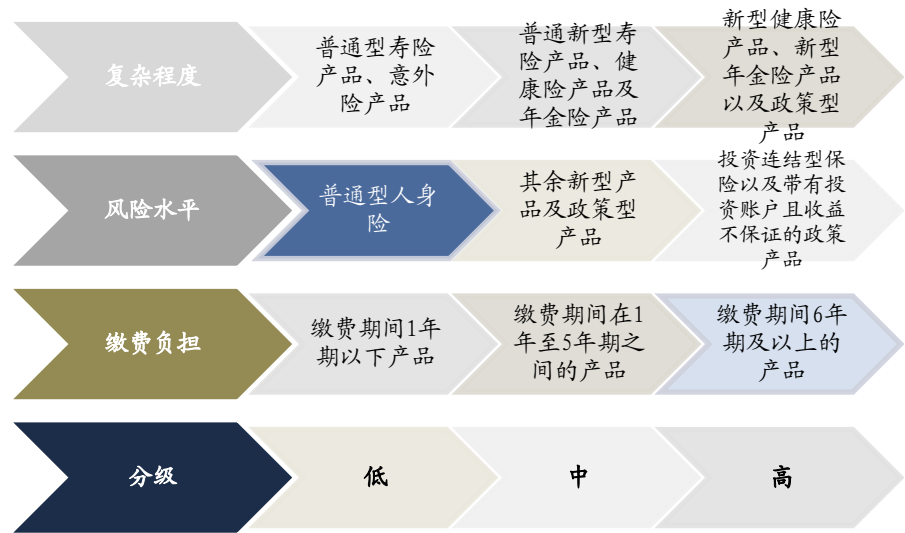 复杂程度
普通型寿险
产品、意外
险产品
普通新型寿
险产品、健
康险产品及
年金险产品
新型健康险
产品、新型
年金险产品
以及政策型
产品
风险水平
普通型人身
险
其余新型产
品及政策型
产品
投资连结型保
险以及带有投
资账户且收益
不保证的政策
产品
缴费负担
缴费期间1年
期以下产品
缴费期间在1
年至5年期之
间的产品
缴费期间6年
期及以上的
产品
分级
低
中
高